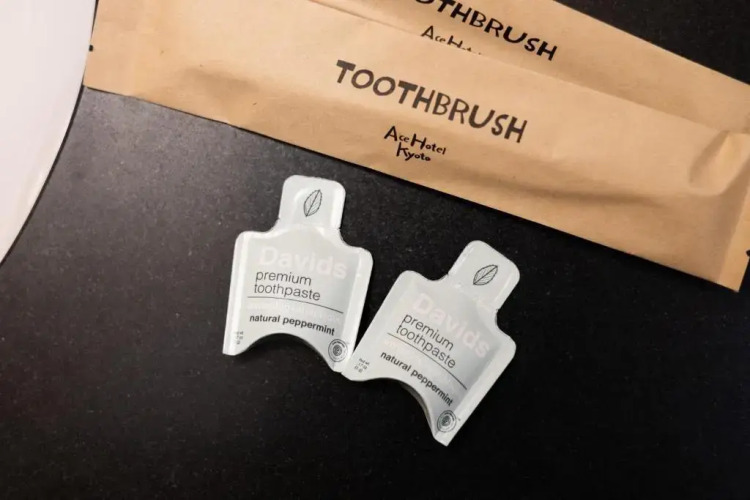 TOOTHBRUSH
TOOTHBRUSH
Ace Hotel
Kyoto
Davids
premium
toothpaste
natural peppermint
Davids
premium
toothpaste
natural peppermint